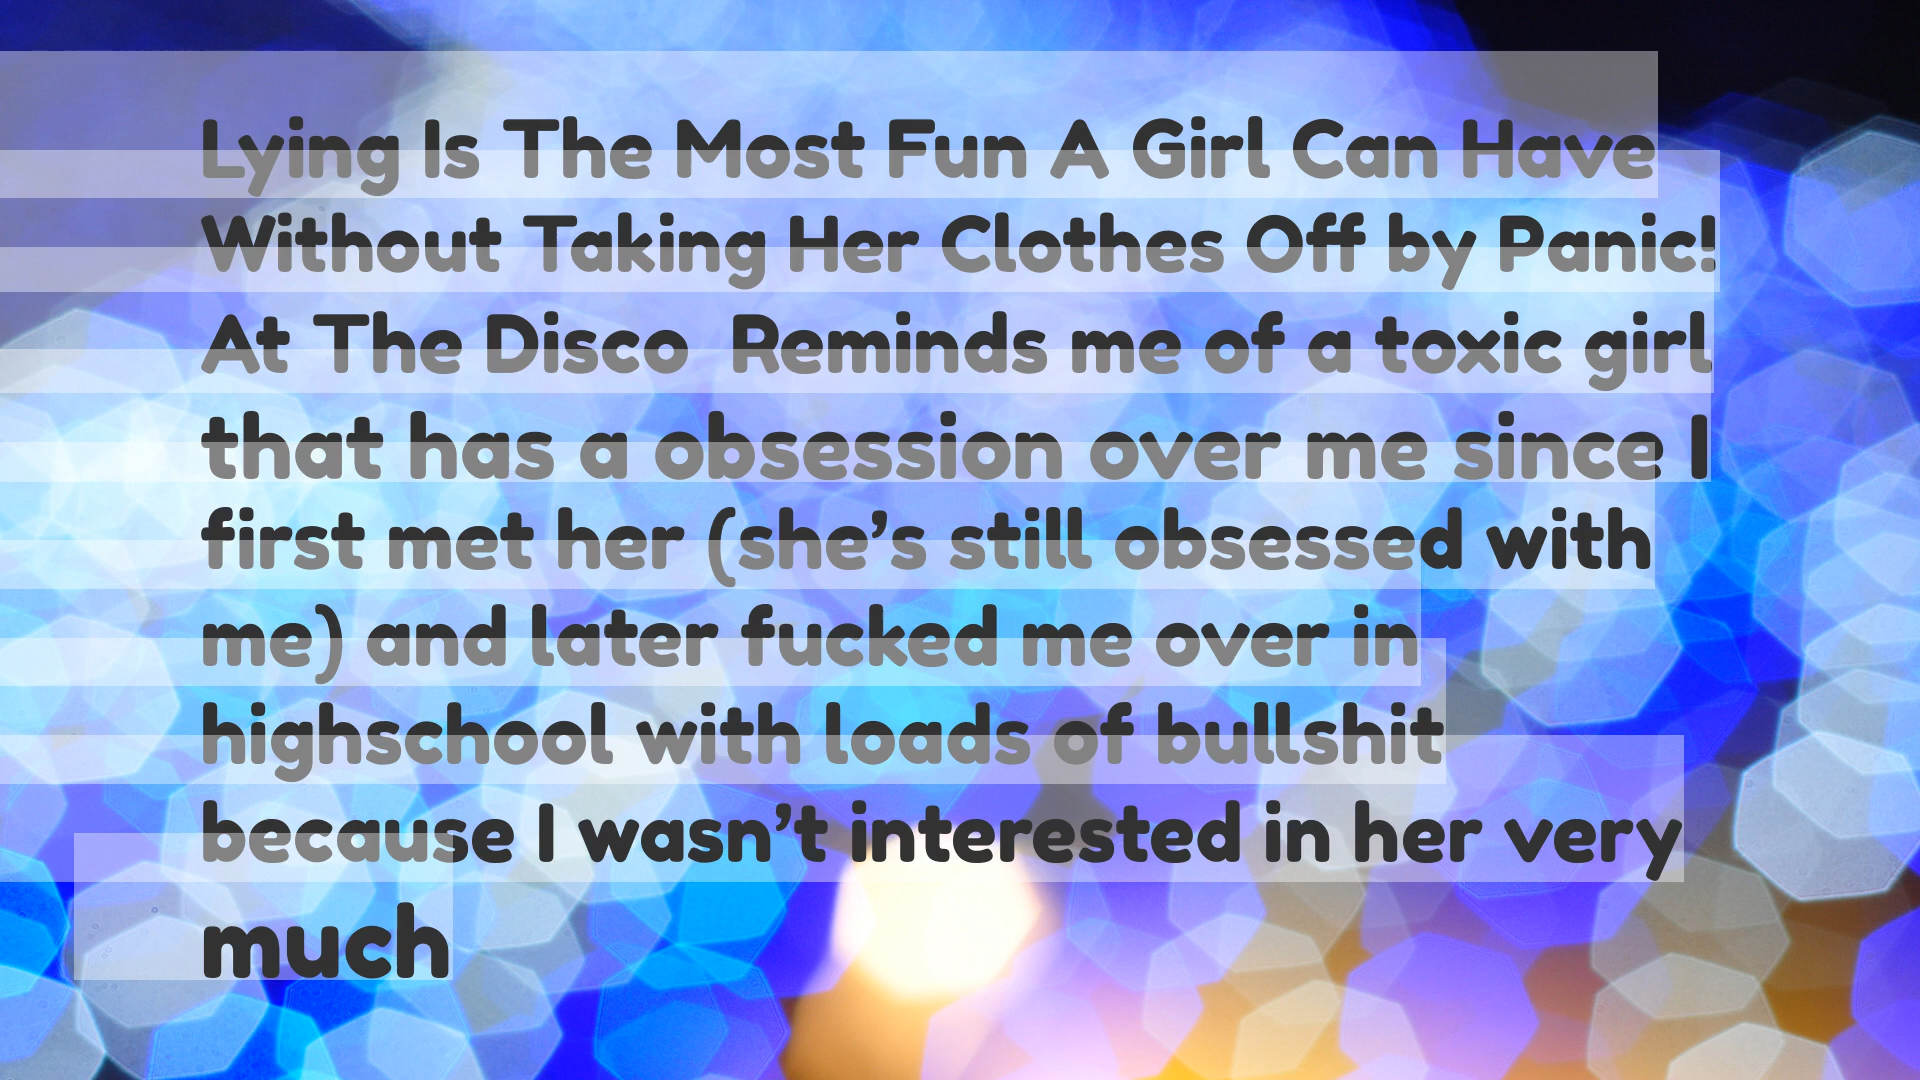 Lying Is The Most Fun A Girl Can Have
Without Taking Her Clothes Off by Panic!
At The Disco  Reminds me of a toxic girl
that has a obsession over me since I
first met her (she’s still obsessed with
me) and later fucked me over in
highschool with loads of bullshit
because I wasn’t interested in her very
much